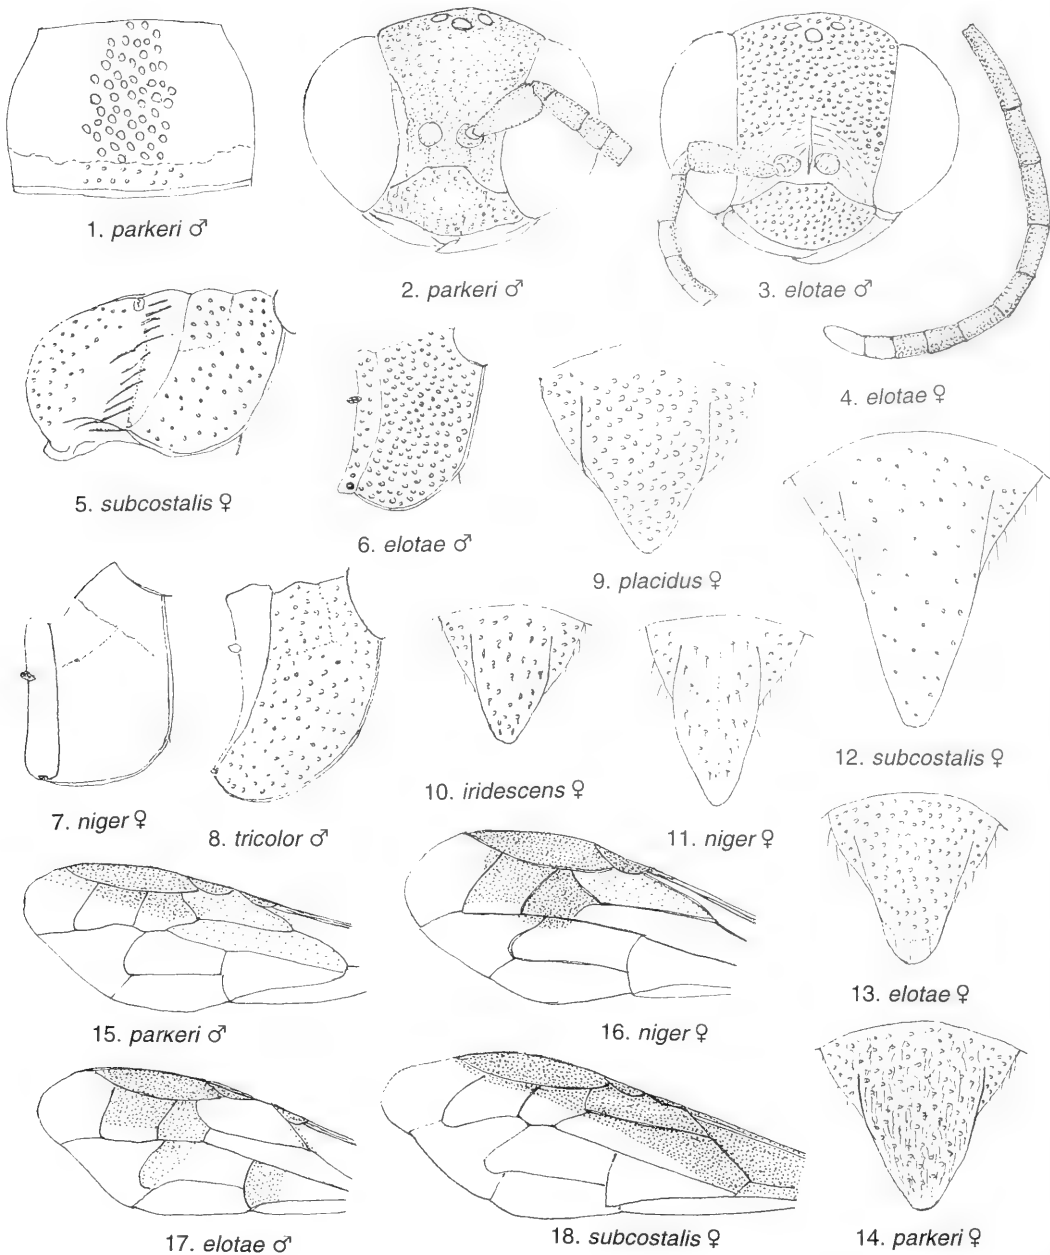 1. parkeri ♂
2. parkeri ♂
3. elotae ♂
4. elotae ♀
5. subcostalis ♀
6. elotae ♂
9. placidus ♀
12. subcostalis ♀
7. niger ♀
8. tricolor ♂
10. iridescens ♀
11. niger ♀
13. elotae ♀
15. parkeri ♂
16. niger ♀
17. elotae ♂
18. subcostalis ♀
14. parkeri ♀